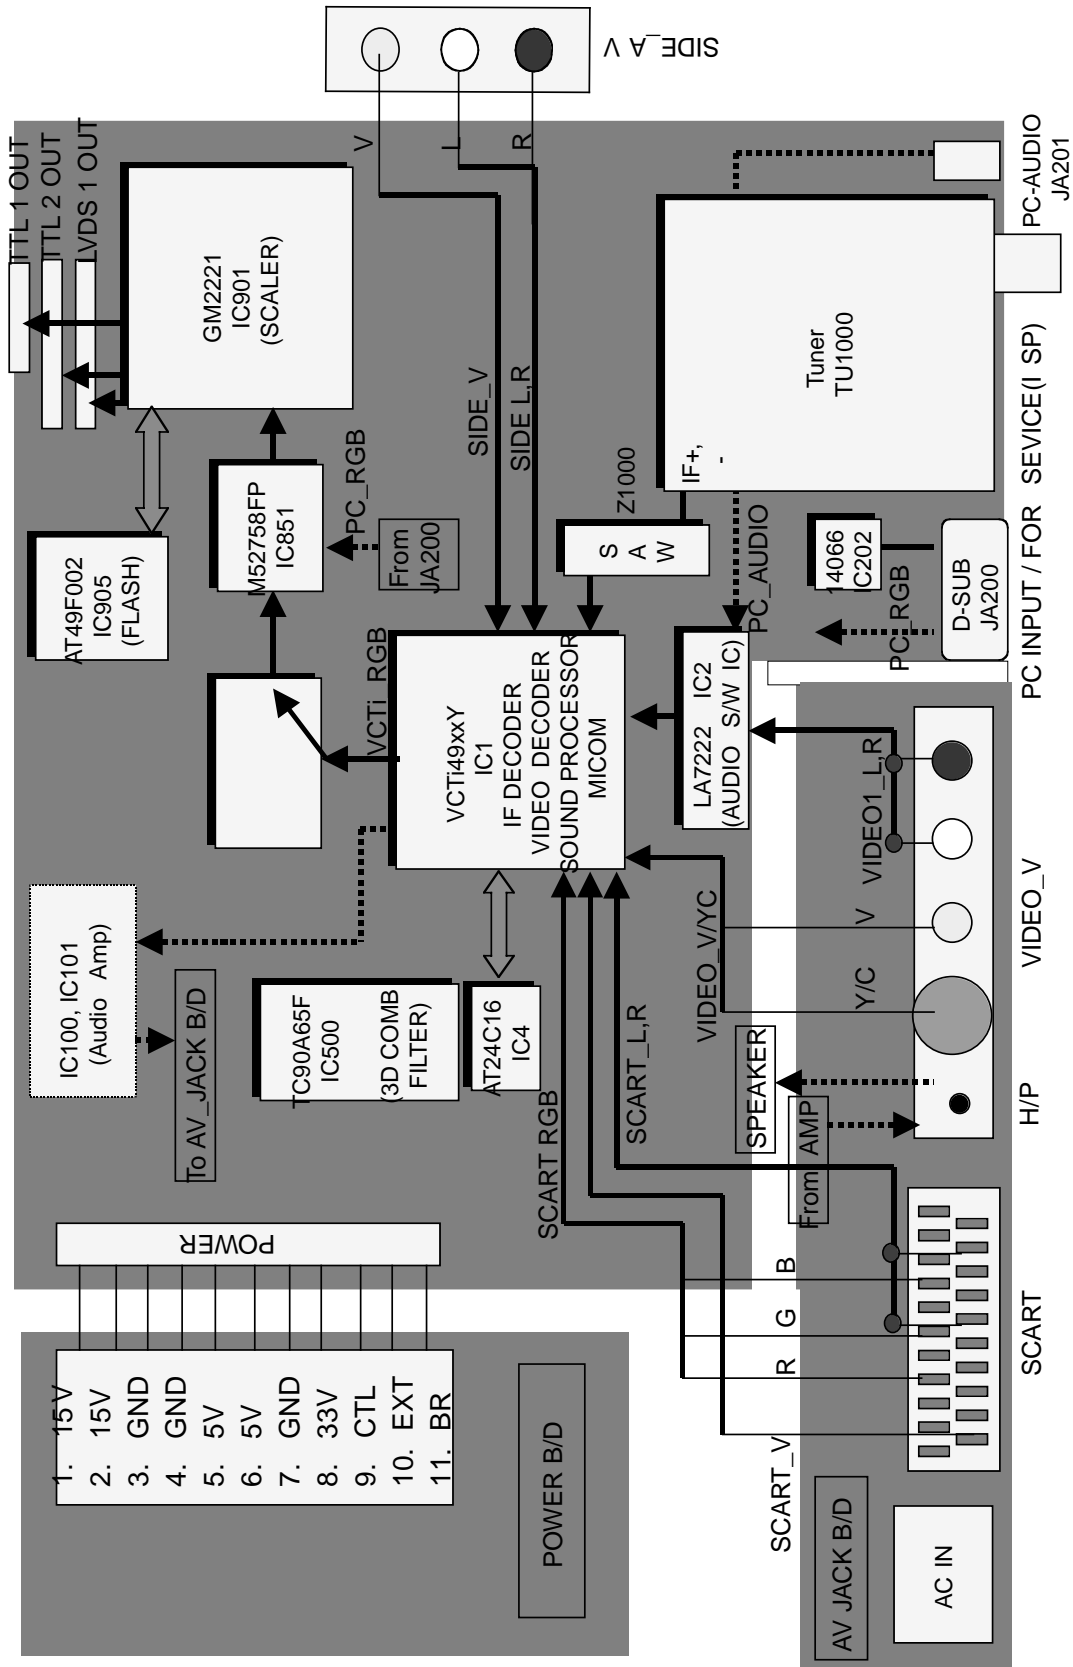 SIDE_A V
TTL 1 OUT
TTL 2 OUT
LVDS 1 OUT
V
L
R
GM2221
IC901
(SCALER)
PC-AUDIO
JA201
Tuner
TU1000
IF+,
-
SIDE_V
SIDE L,R
Z1000
S
A
W
AT49F002
IC905
(FLASH)
M52758FP
IC851
PC_RGB
From
JA200
PC_AUDIO
14066
IC202
PC_RGB
D-SUB
JA200
PC INPUT / FOR SEVICE(I SP)
VCTi_RGB
VCTi49xxY
IC1
IF DECODER
VIDEO DECODER
SOUND PROCESSOR
MICOM
LA7222 IC2
(AUDIO S/W IC)
VIDEO1_L,R
V
Y/C
VIDEO_V
VIDEO_V/YC
IC100, IC101
(Audio Amp)
To AV_JACK B/D
TC90A65F
IC500
(3D COMB
FILTER)
AT24C16
IC4
SCART RGB
SCART_L,R
SPEAKER
From AMP
H/P
POWER
B
G
R
SCART
SCART_V
1. 15V
2. 15V
3. GND
4. GND
5. 5V
6. 5V
7. GND
8. 33V
9. CTL
10. EXT
11. BR
POWER B/D
AV JACK B/D
AC IN